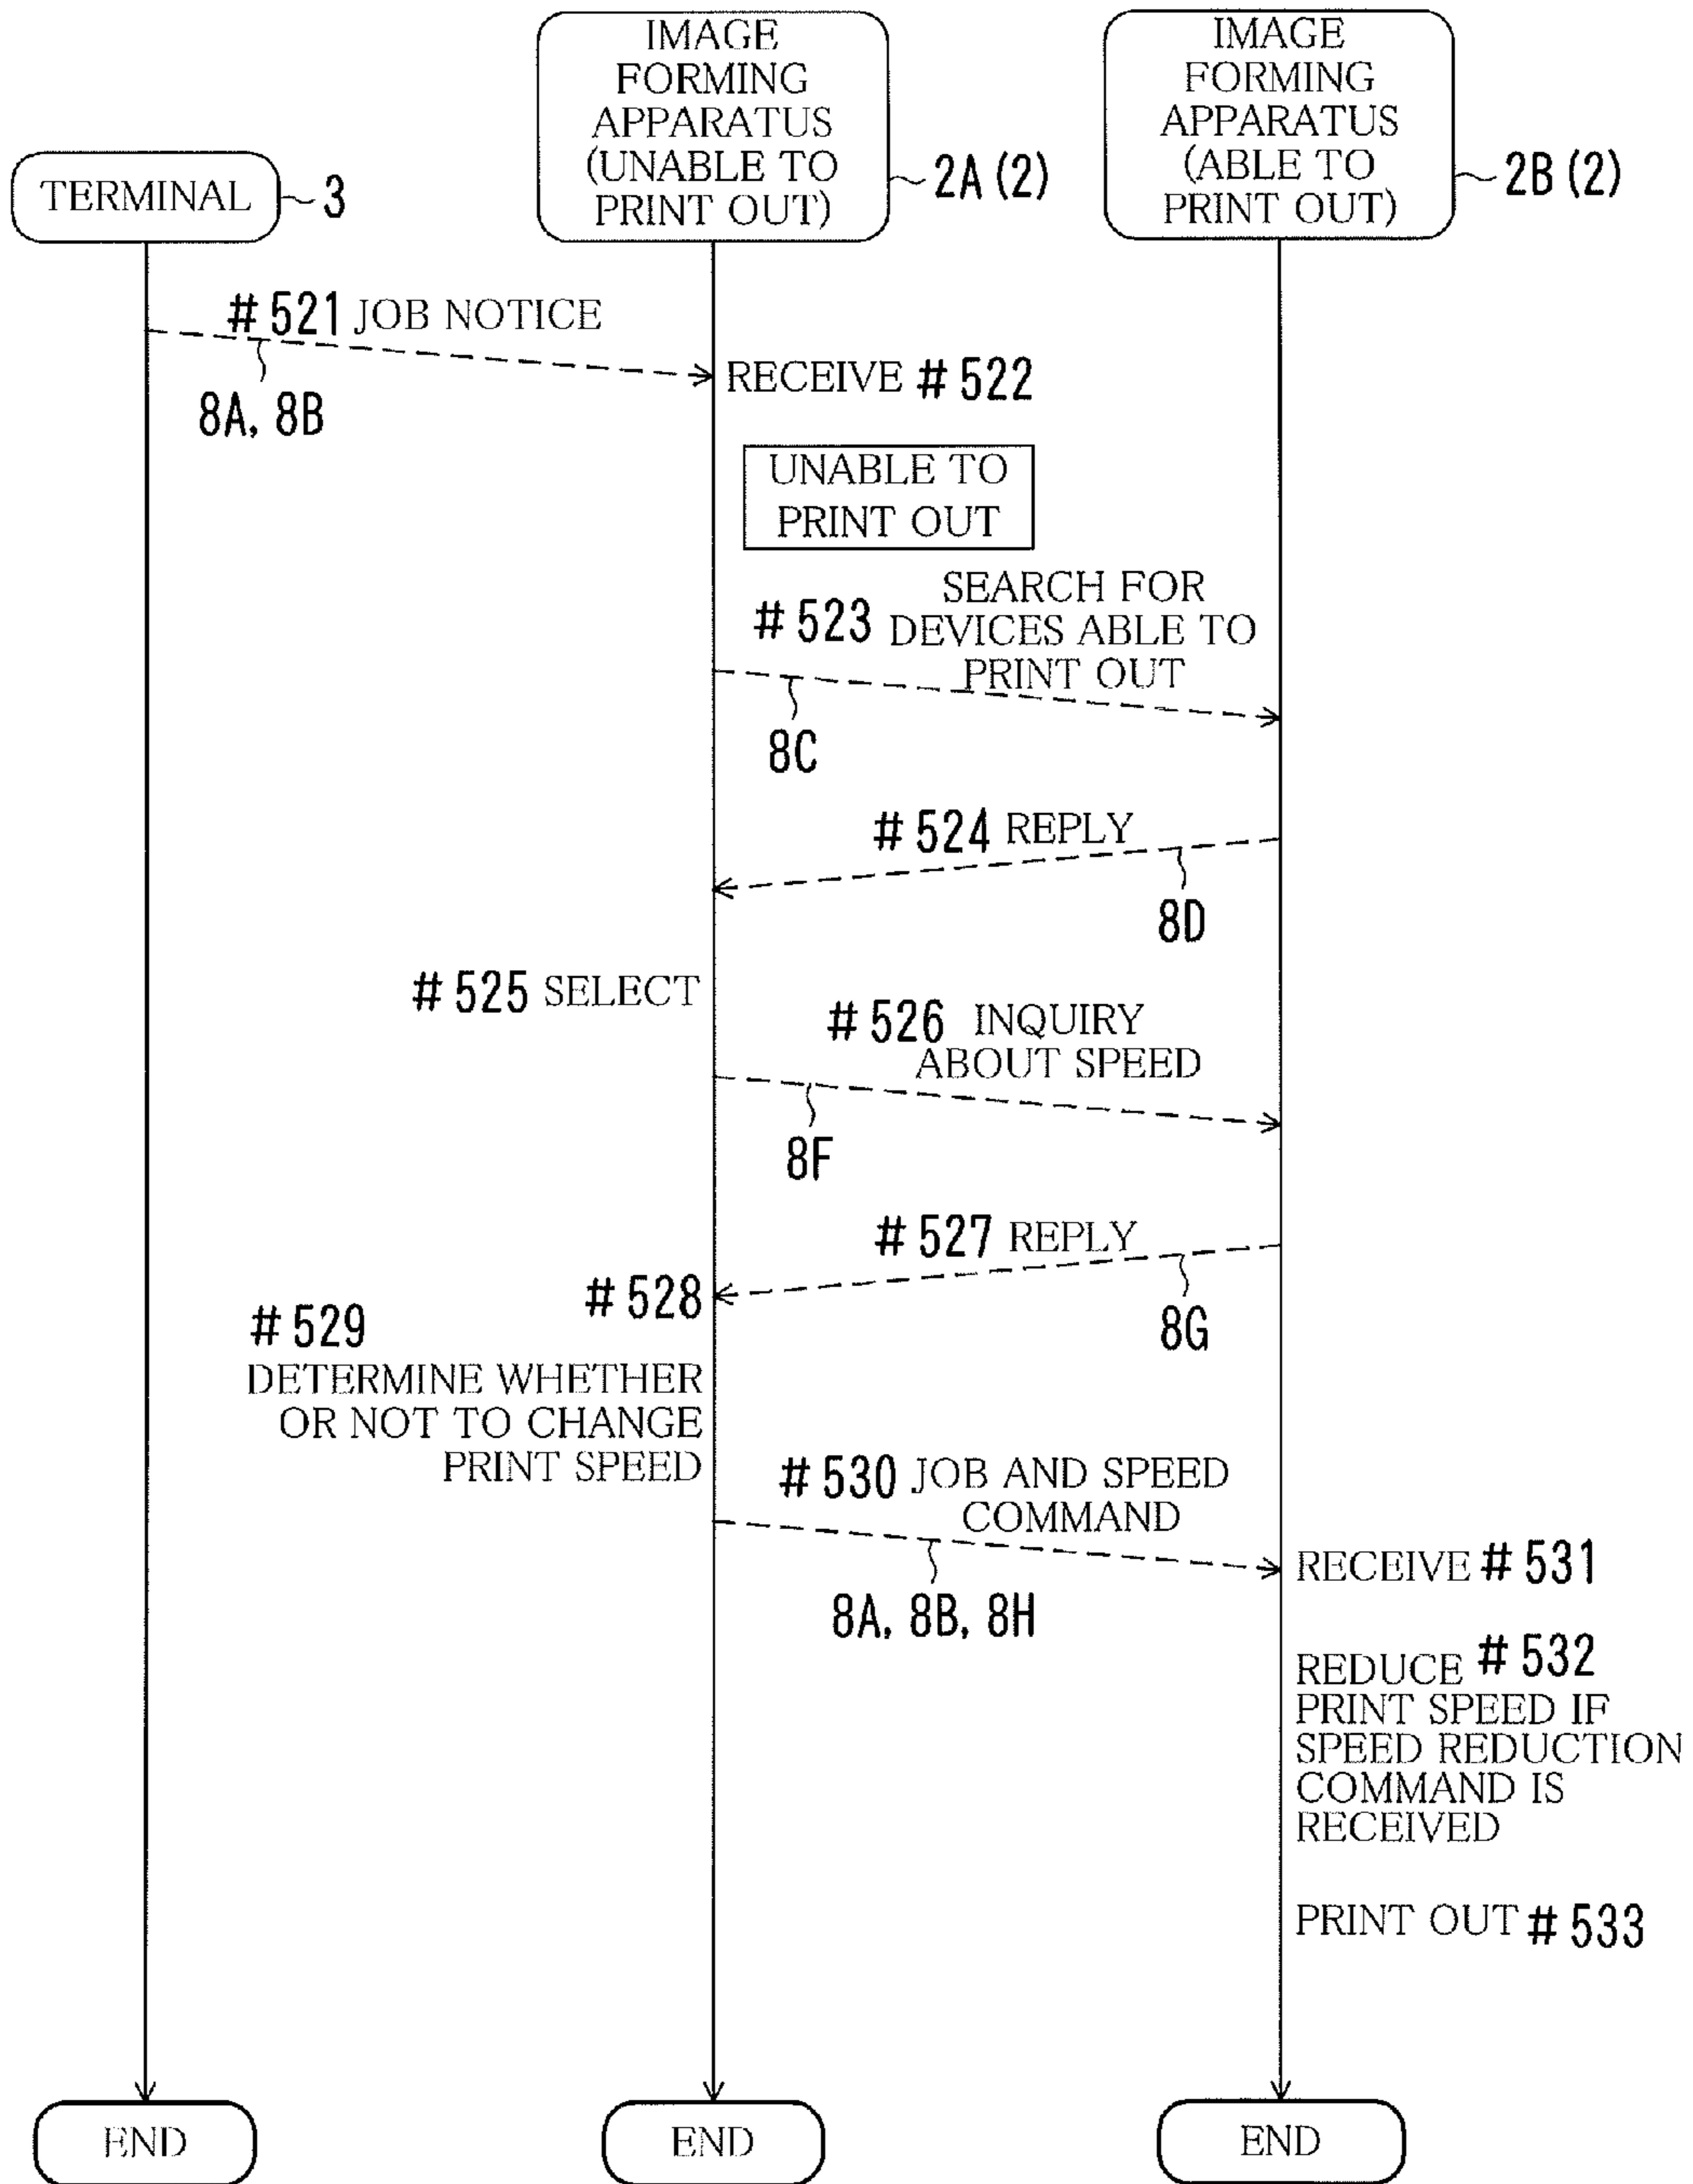 TERMINAL
3
IMAGE
FORMING
APPARATUS
(UNABLE TO
PRINT OUT)
2A (2)
IMAGE
FORMING
APPARATUS
(ABLE TO
PRINT OUT)
2B (2)
#521 JOB NOTICE
8A, 8B
RECEIVE #522
UNABLE TO
PRINT OUT
#523 SEARCH FOR
DEVICES ABLE TO
PRINT OUT
8C
#524 REPLY
8D
#525 SELECT
#526 INQUIRY
ABOUT SPEED
8F
#527 REPLY
8G
#528
#529
DETERMINE WHETHER
OR NOT TO CHANGE
PRINT SPEED
#530 JOB AND SPEED
COMMAND
8A, 8B, 8H
RECEIVE #531
REDUCE #532
PRINT SPEED IF
SPEED REDUCTION
COMMAND IS
RECEIVED
PRINT OUT #533
END
END
END